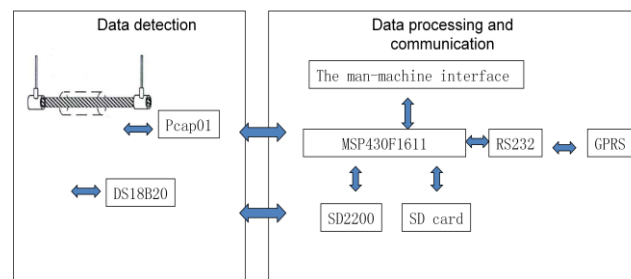 Data detection
Data processing and
communication
The man-machine interface
Pcap01
MSP430F1611
RS232
GPRS
DS18B20
SD2200
SD card